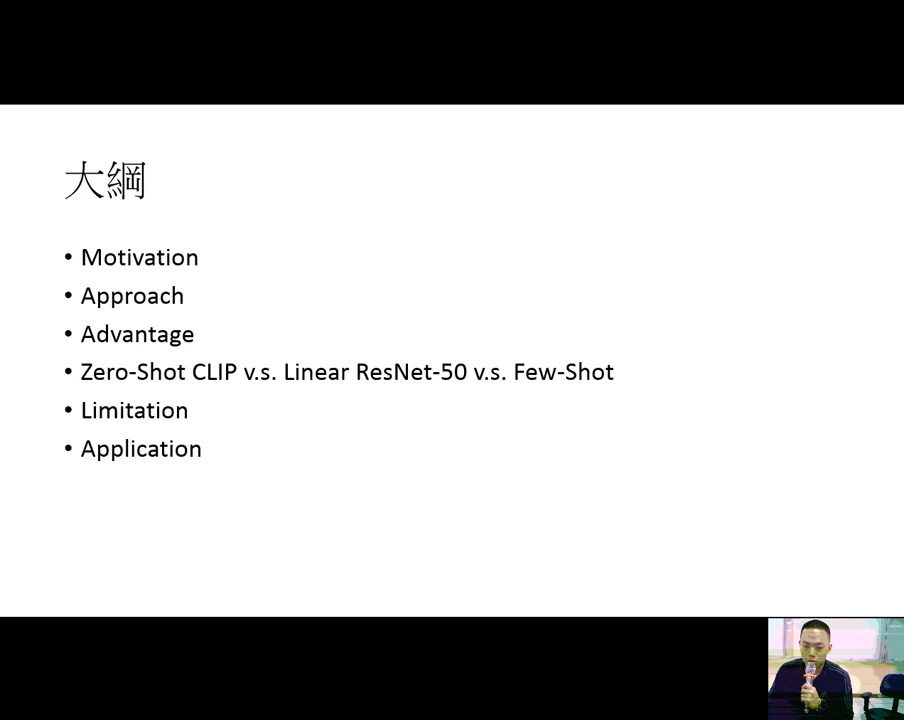 大綱
• Motivation
• Approach
• Advantage
• Zero-Shot CLIP v.s. Linear ResNet-50 v.s. Few-Shot
• Limitation
• Application